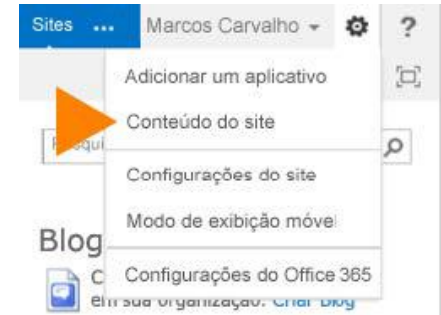 Sites ... Marcos Carvalho ?
Adicionar um aplicativo
Conteúdo do site
Configurações do site
Modo de exibição móvel
Blog
Configurações do Office 365
em sua organização. Criar Blog